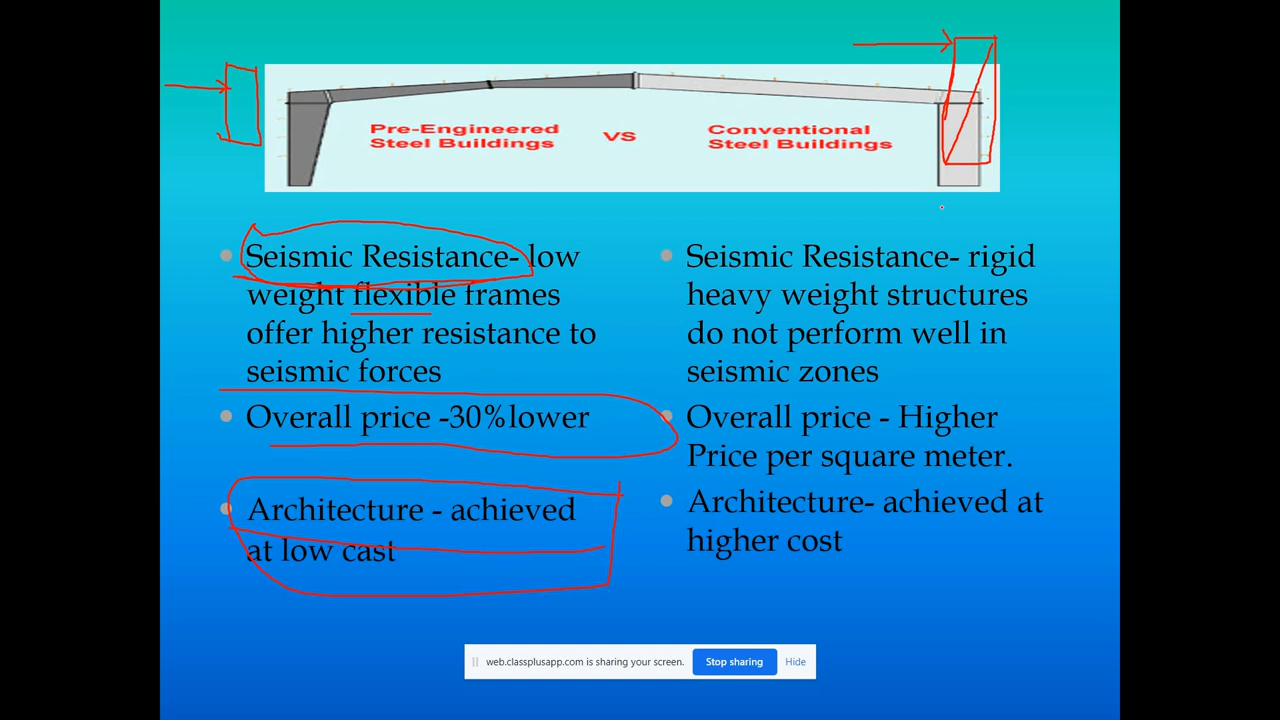 Pre-Engineered
Steel Buildings
VS
Conventional
Steel Buildings
Seismic Resistance- low
weight flexible frames
offer higher resistance to
seismic forces
Overall price -30%lower
Architecture - achieved
at low cast
Seismic Resistance- rigid
heavy weight structures
do not perform well in
seismic zones
Overall price - Higher
Price per square meter.
Architecture- achieved at
higher cost
web.classplusapp.com is sharing your screen.
Stop sharing
Hide